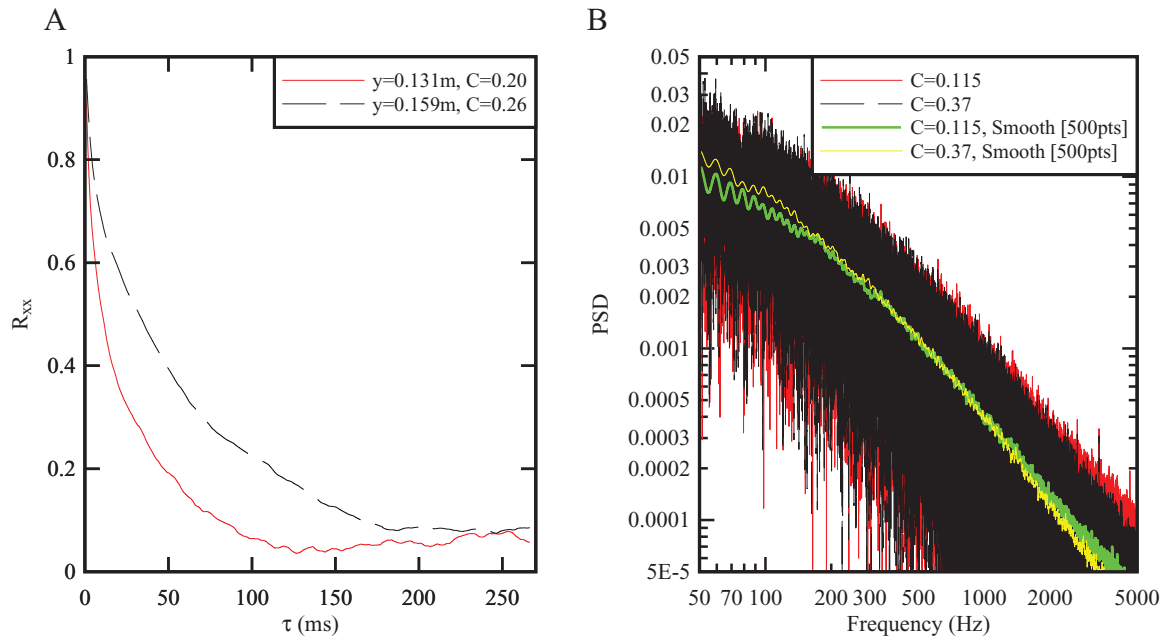 A
1
0.8
0.6
0.4
0.2
0
R_xx
0 50 100 150 200 250
τ (ms)
y=0.131m, C=0.20
y=0.159m, C=0.26
B
0.05
0.03
0.02
0.01
0.005
0.003
0.002
0.001
0.0005
0.0003
0.0002
0.0001
5E-5
PSD
50 70 100 200 300 500 1000 2000 5000
Frequency (Hz)
C=0.115
C=0.37
C=0.115, Smooth [500pts]
C=0.37, Smooth [500pts]